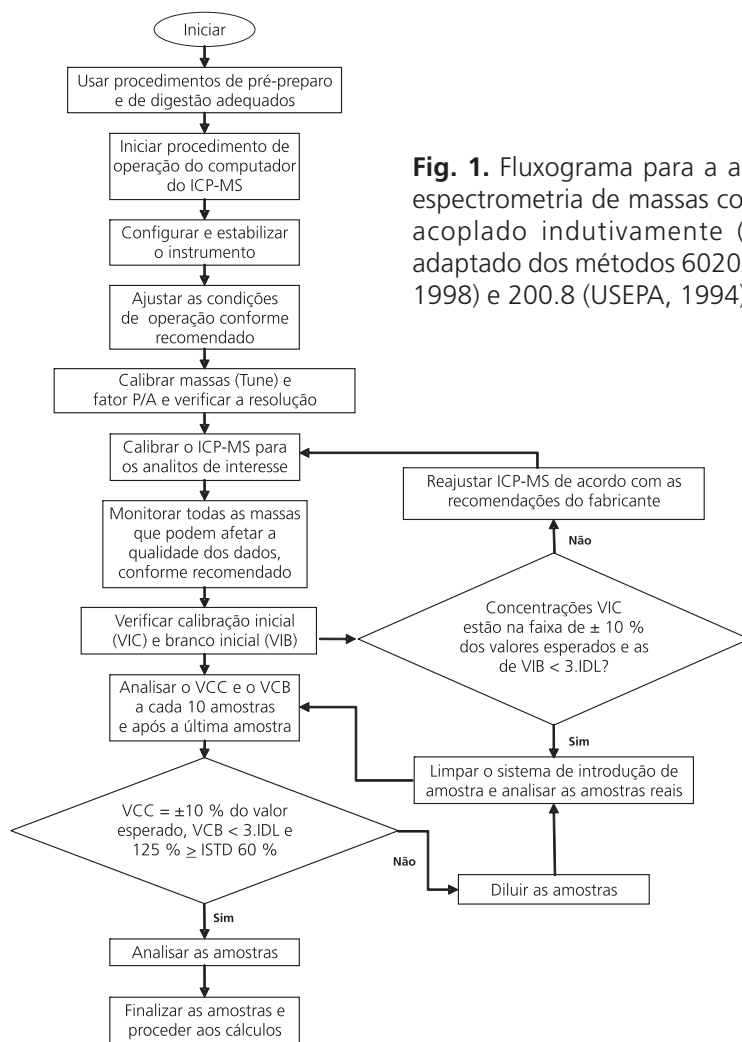 Iniciar
Usar procedimentos de pré-preparo
e de digestão adequados
Iniciar procedimento de
operação do computador
do ICP-MS
Configurar e estabilizar
o instrumento
Ajustar as condições
de operação conforme
recomendado
Calibrar massas (Tune) e
fator P/A e verificar a resolução
Calibrar o ICP-MS para
os analitos de interesse
Monitorar todas as massas
que podem afetar a
qualidade dos dados,
conforme recomendado
Verificar calibração inicial
(VIC) e branco inicial (VIB)
Analisar o VCC e o VCB
a cada 10 amostras
e após a última amostra
VCC = ±10 % do valor
esperado, VCB < 3.IDL e
125 % ≥ ISTD 60 %
Sim
Analisar as amostras
Finalizar as amostras e
proceder aos cálculos
Fig. 1. Fluxograma para a a
espectrometria de massas co
acoplado indutivamente (
adaptado dos métodos 6020
1998) e 200.8 (USEPA, 1994)
Reajustar ICP-MS de acordo com as
recomendações do fabricante
Não
Concentrações VIC
estão na faixa de ± 10 %
dos valores esperados e as
de VIB < 3.IDL?
Sim
Limpar o sistema de introdução de
amostra e analisar as amostras reais
Não
Diluir as amostras